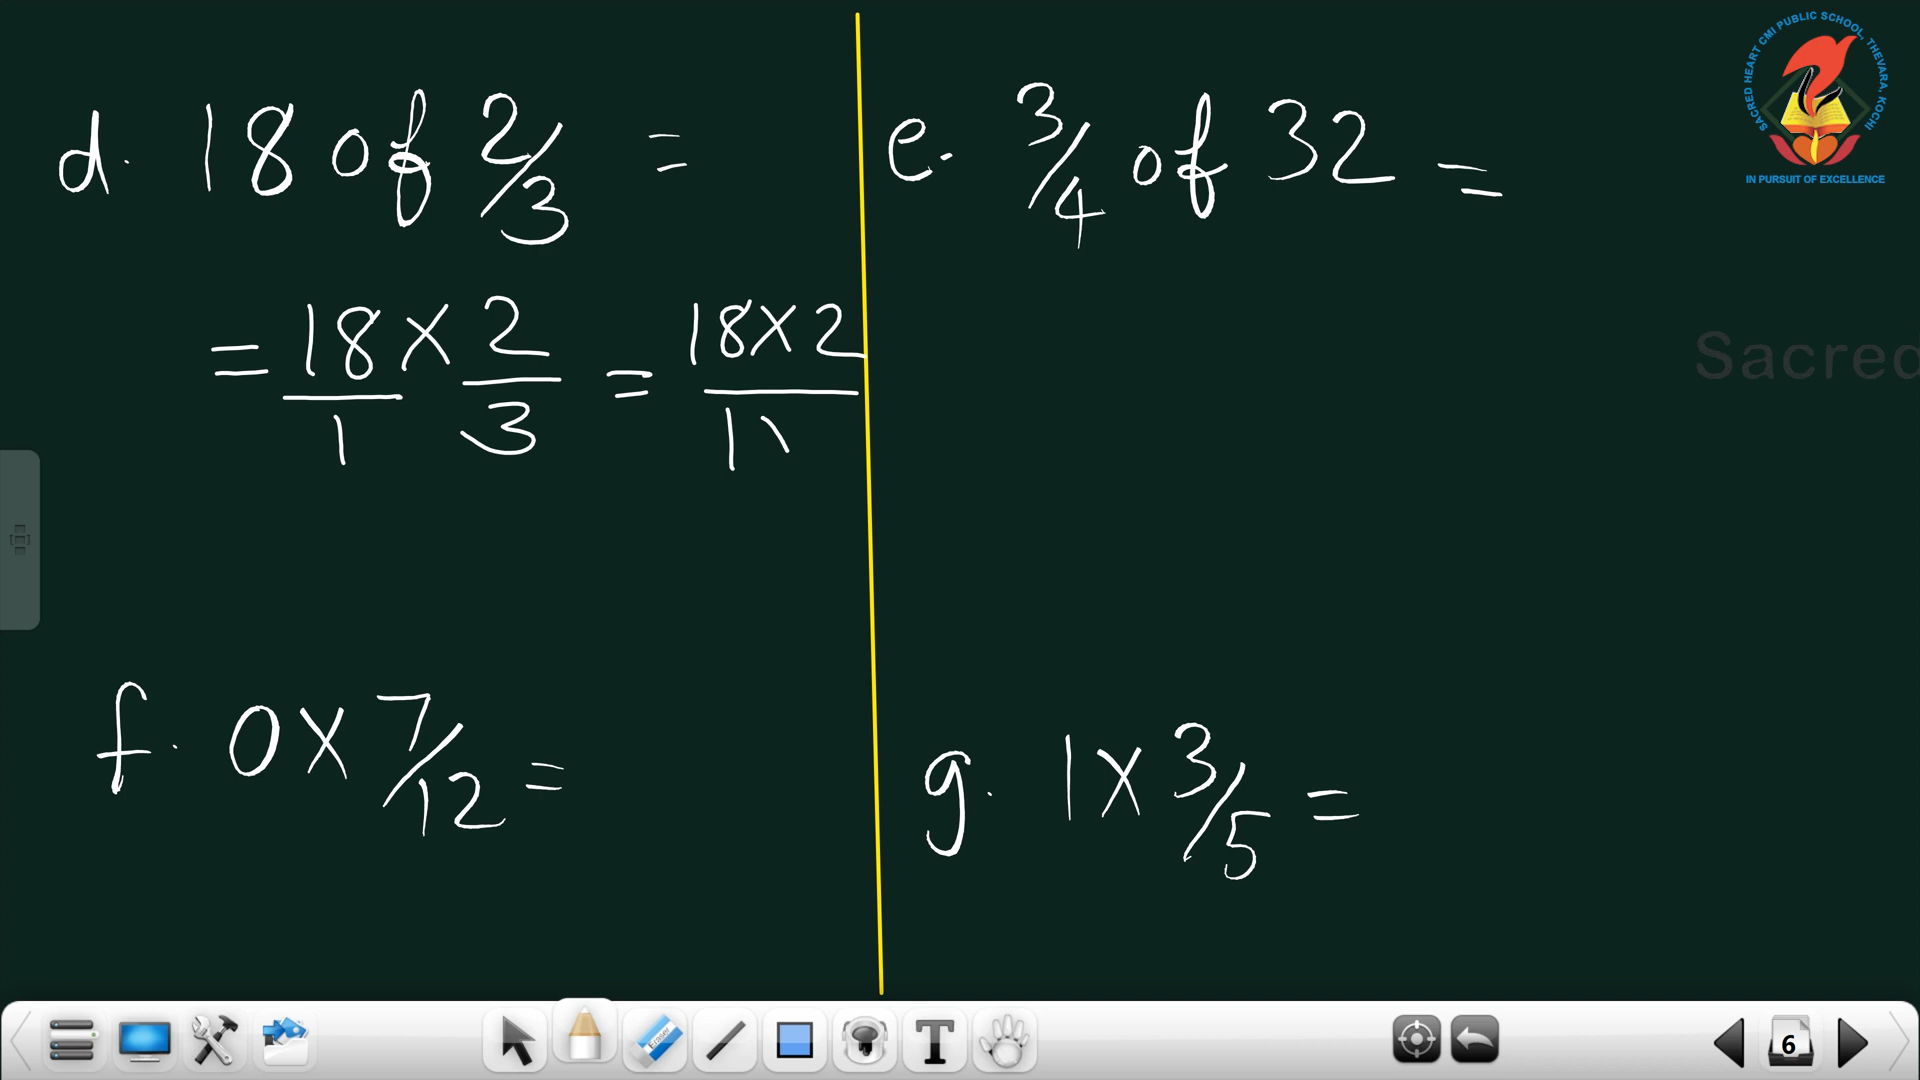 d. 18 of 2/3 =
= 18/1 × 2/3 = 18×2/1×
e. 3/4 of 32 =
f. 0 × 7/12 =
g. 1 × 3/5 =
SACRED HEART CMI PUBLIC SCHOOL, THEVARA, KOCHI
IN PURSUIT OF EXCELLENCE
Sacred
Eraser
T
6